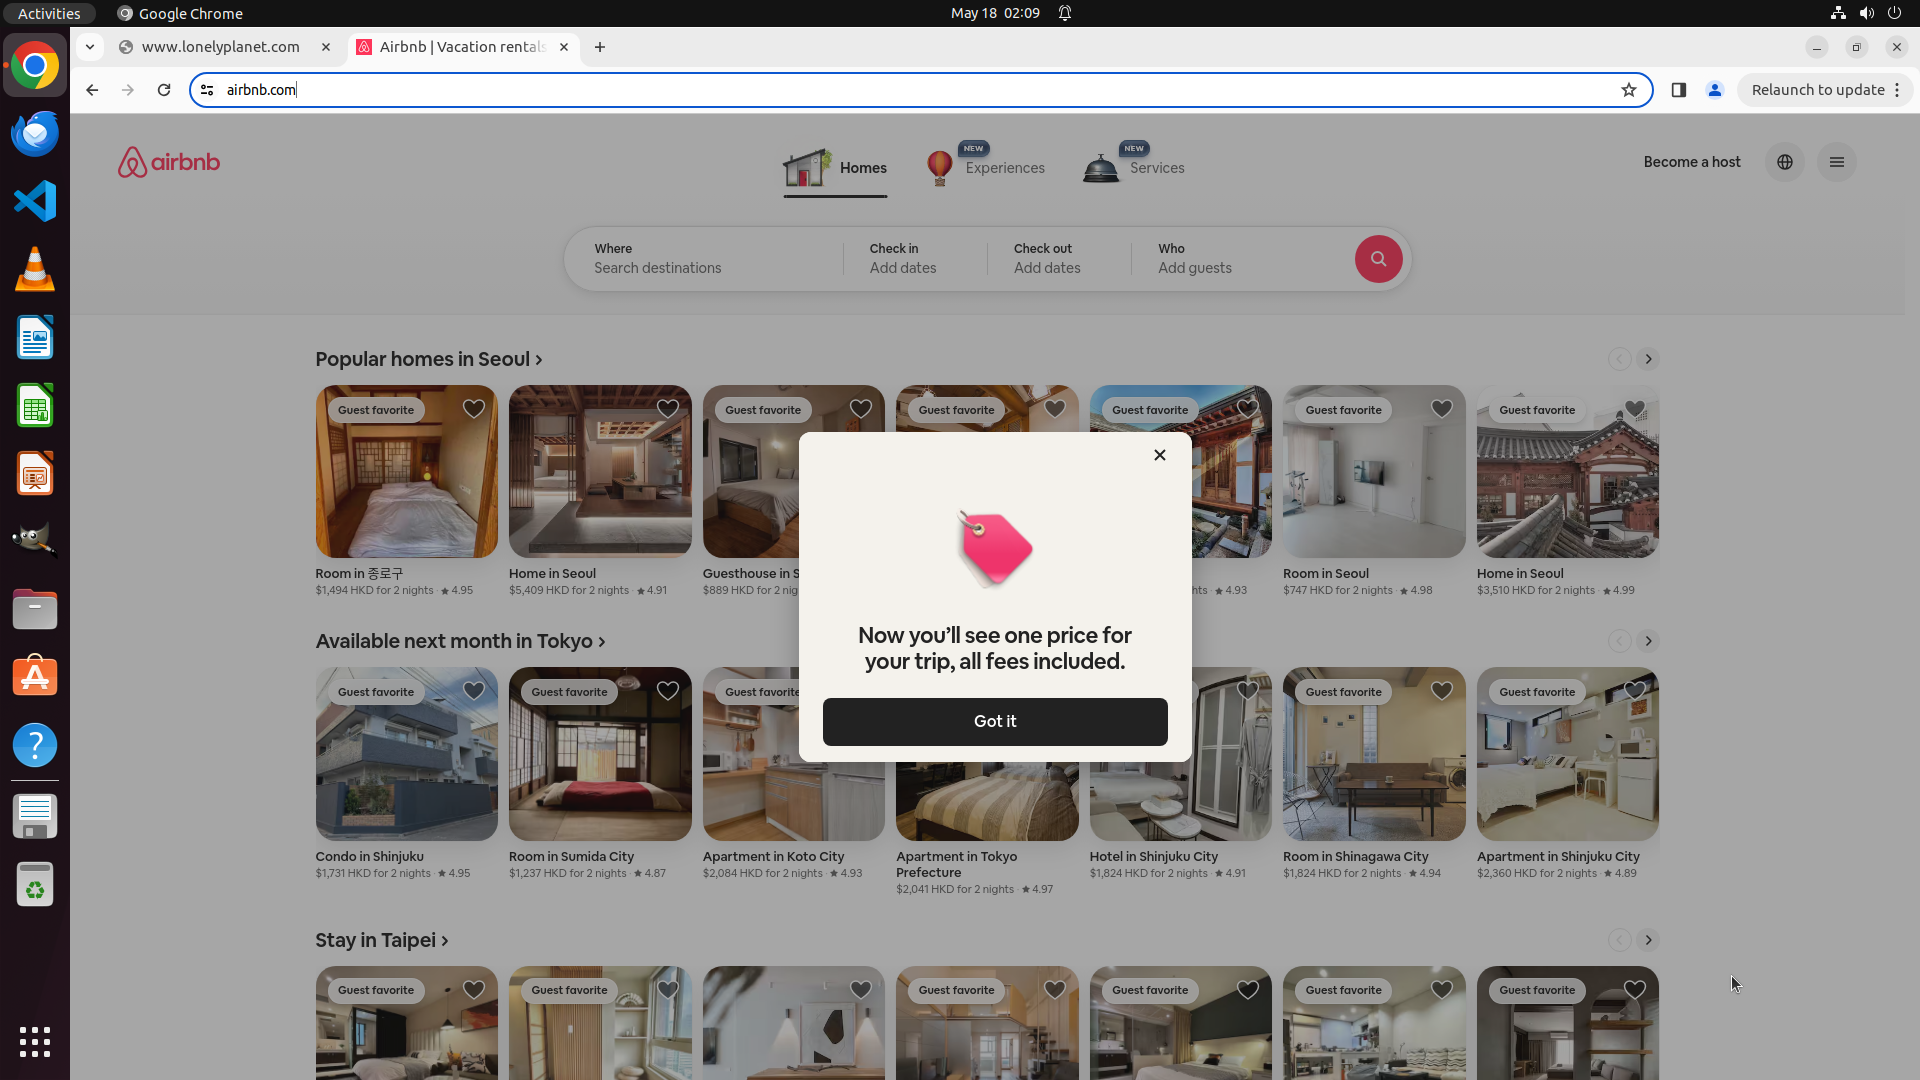 Activities
Google Chrome
May 18 02:09
www.lonelyplanet.com
Airbnb | Vacation rentals
airbnb.com
Relaunch to update
airbnb
Homes
NEW
Experiences
NEW
Services
Become a host
Where
Search destinations
Check in
Add dates
Check out
Add dates
Who
Add guests
Popular homes in Seoul
Guest favorite
Guest favorite
Guest favorite
Guest favorite
Guest favorite
Guest favorite
Room in 종로구
$1,494 HKD for 2 nights · ★ 4.95
Home in Seoul
$5,409 HKD for 2 nights · ★ 4.91
Guesthouse in S
$889 HKD for 2 nig
hts · ★ 4.93
Room in Seoul
$747 HKD for 2 nights · ★ 4.98
Home in Seoul
$3,510 HKD for 2 nights · ★ 4.99
Now you’ll see one price for
your trip, all fees included.
Got it
Available next month in Tokyo
Guest favorite
Guest favorite
Guest favorite
Guest favorite
Guest favorite
Condo in Shinjuku
$1,731 HKD for 2 nights · ★ 4.95
Room in Sumida City
$1,237 HKD for 2 nights · ★ 4.87
Apartment in Koto City
$2,084 HKD for 2 nights · ★ 4.93
Apartment in Tokyo
Prefecture
$2,041 HKD for 2 nights · ★ 4.97
Hotel in Shinjuku City
$1,824 HKD for 2 nights · ★ 4.91
Room in Shinagawa City
$1,824 HKD for 2 nights · ★ 4.94
Apartment in Shinjuku City
$2,360 HKD for 2 nights · ★ 4.89
Stay in Taipei
Guest favorite
Guest favorite
Guest favorite
Guest favorite
Guest favorite
Guest favorite